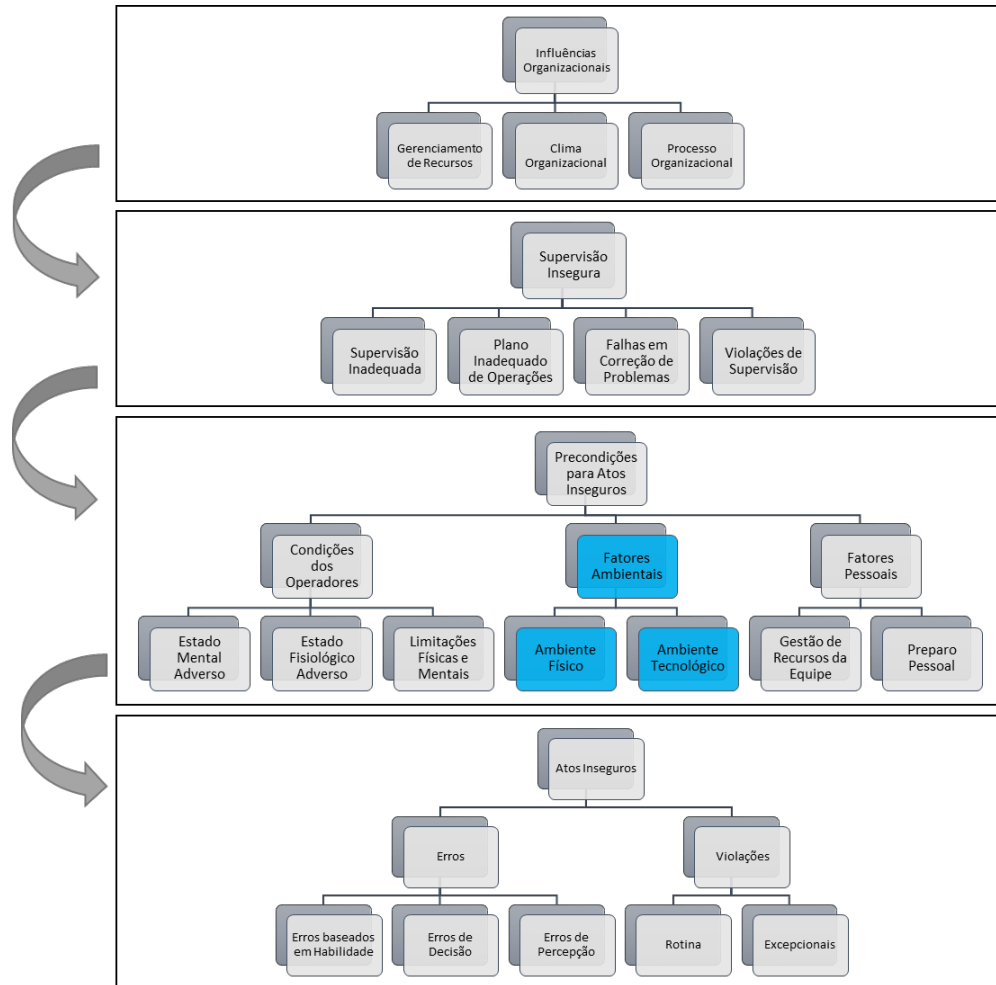 Influências
Organizacionais
Gerenciamento
de Recursos
Clima
Organizacional
Processo
Organizacional
Supervisão
Insegura
Supervisão
Inadequada
Plano
Inadequado
de Operações
Falhas em
Correção de
Problemas
Violações de
Supervisão
Precondições
para Atos
Inseguros
Condições
dos
Operadores
Fatores
Ambientais
Fatores
Pessoais
Estado
Mental
Adverso
Estado
Fisiológico
Adverso
Limitações
Físicas e
Mentais
Ambiente
Físico
Ambiente
Tecnológico
Gestão de
Recursos da
Equipe
Preparo
Pessoal
Atos Inseguros
Erros
Violações
Erros baseados
em Habilidade
Erros de
Decisão
Erros de
Percepção
Rotina
Excepcionais